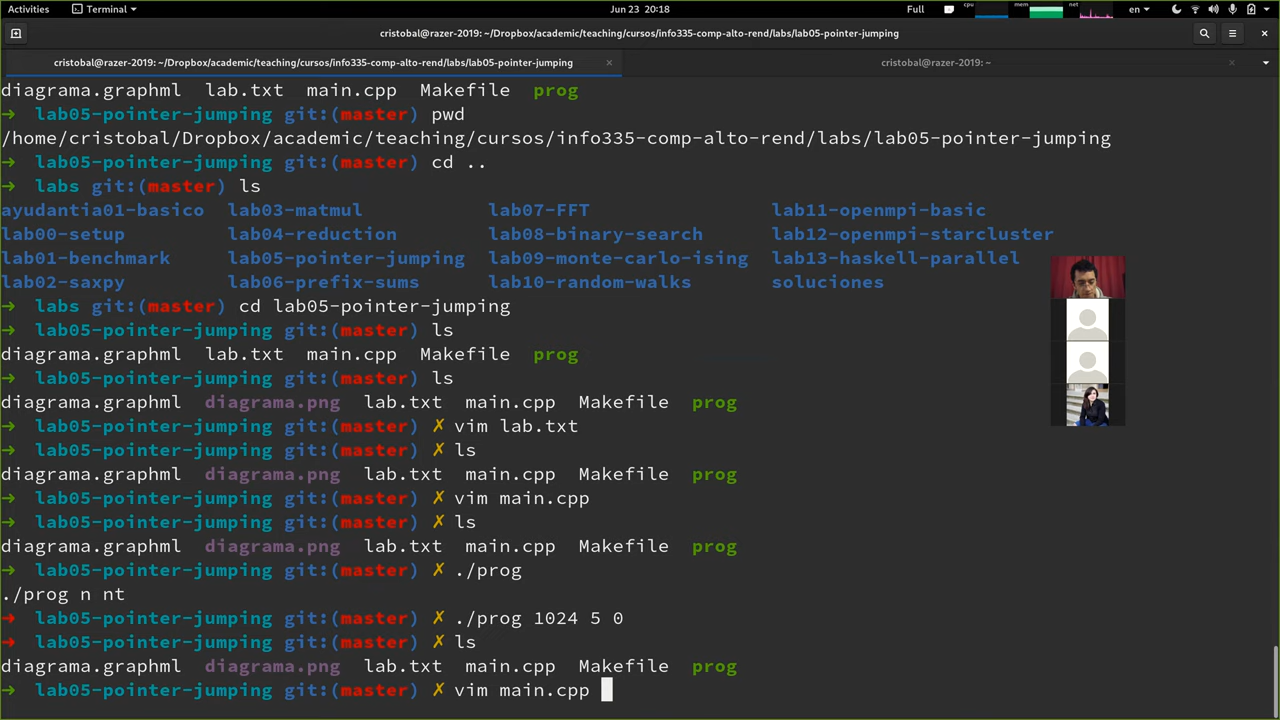 Activities Terminal Jun 23 20:18 Full cpu mem net en
cristobal@razer-2019: ~/Dropbox/academic/teaching/cursos/info335-comp-alto-rend/labs/lab05-pointer-jumping
cristobal@razer-2019: ~/Dropbox/academic/teaching/cursos/info335-comp-alto-rend/labs/lab05-pointer-jumping × cristobal@razer-2019: ~ ×
diagrama.graphml lab.txt main.cpp Makefile prog
→ lab05-pointer-jumping git:(master) pwd
/home/cristobal/Dropbox/academic/teaching/cursos/info335-comp-alto-rend/labs/lab05-pointer-jumping
→ lab05-pointer-jumping git:(master) cd ..
→ labs git:(master) ls
ayudantia01-basico lab03-matmul lab07-FFT lab11-openmpi-basic
lab00-setup lab04-reduction lab08-binary-search lab12-openmpi-starcluster
lab01-benchmark lab05-pointer-jumping lab09-monte-carlo-ising lab13-haskell-parallel
lab02-saxpy lab06-prefix-sums lab10-random-walks soluciones
→ labs git:(master) cd lab05-pointer-jumping
→ lab05-pointer-jumping git:(master) ls
diagrama.graphml lab.txt main.cpp Makefile prog
→ lab05-pointer-jumping git:(master) ls
diagrama.graphml diagrama.png lab.txt main.cpp Makefile prog
→ lab05-pointer-jumping git:(master) ✗ vim lab.txt
→ lab05-pointer-jumping git:(master) ✗ ls
diagrama.graphml diagrama.png lab.txt main.cpp Makefile prog
→ lab05-pointer-jumping git:(master) ✗ vim main.cpp
→ lab05-pointer-jumping git:(master) ✗ ls
diagrama.graphml diagrama.png lab.txt main.cpp Makefile prog
→ lab05-pointer-jumping git:(master) ✗ ./prog
./prog n nt
→ lab05-pointer-jumping git:(master) ✗ ./prog 1024 5 0
→ lab05-pointer-jumping git:(master) ✗ ls
diagrama.graphml diagrama.png lab.txt main.cpp Makefile prog
→ lab05-pointer-jumping git:(master) ✗ vim main.cpp